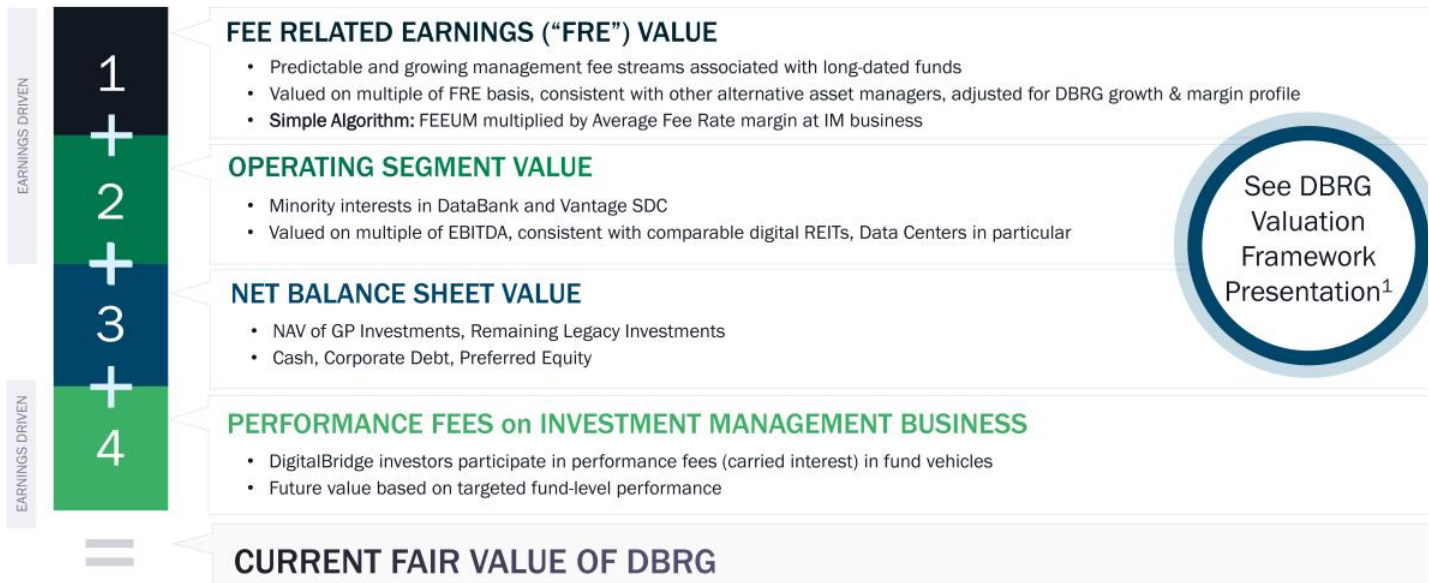 EARNINGS DRIVEN
1
FEE RELATED EARNINGS (“FRE”) VALUE
• Predictable and growing management fee streams associated with long-dated funds
• Valued on multiple of FRE basis, consistent with other alternative asset managers, adjusted for DBRG growth & margin profile
• Simple Algorithm: FEEUM multiplied by Average Fee Rate margin at IM business
+
2
OPERATING SEGMENT VALUE
• Minority interests in DataBank and Vantage SDC
• Valued on multiple of EBITDA, consistent with comparable digital REITs, Data Centers in particular
See DBRG
Valuation
Framework
Presentation1
+
3
NET BALANCE SHEET VALUE
• NAV of GP Investments, Remaining Legacy Investments
• Cash, Corporate Debt, Preferred Equity
+
EARNINGS DRIVEN
4
PERFORMANCE FEES on INVESTMENT MANAGEMENT BUSINESS
• DigitalBridge investors participate in performance fees (carried interest) in fund vehicles
• Future value based on targeted fund-level performance
=
CURRENT FAIR VALUE OF DBRG